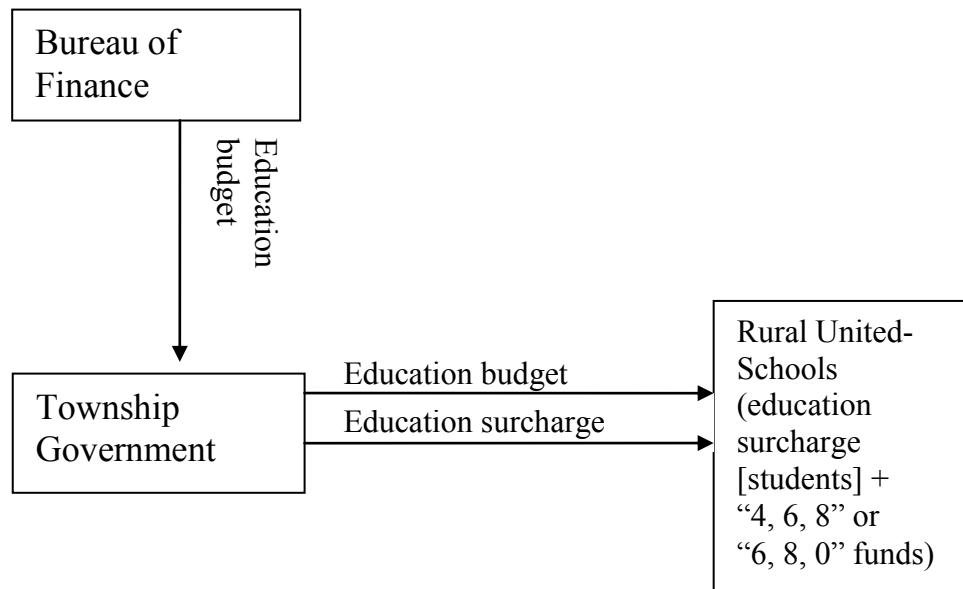 Bureau of
Finance
Education
budget
Township
Government
Education budget
Education surcharge
Rural United-
Schools
(education
surcharge
[students] +
“4, 6, 8” or
“6, 8, 0” funds)